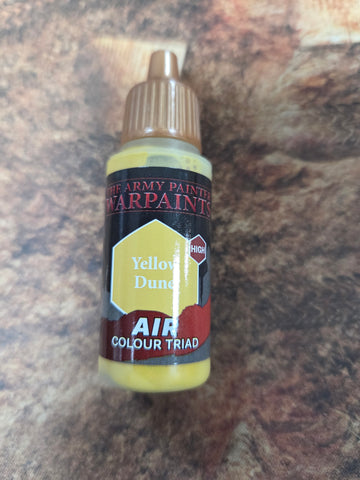 THE ARMY PAINTER
WARPAINTS
HIGH
Yellow
Dune
AIR
COLOUR TRIAD